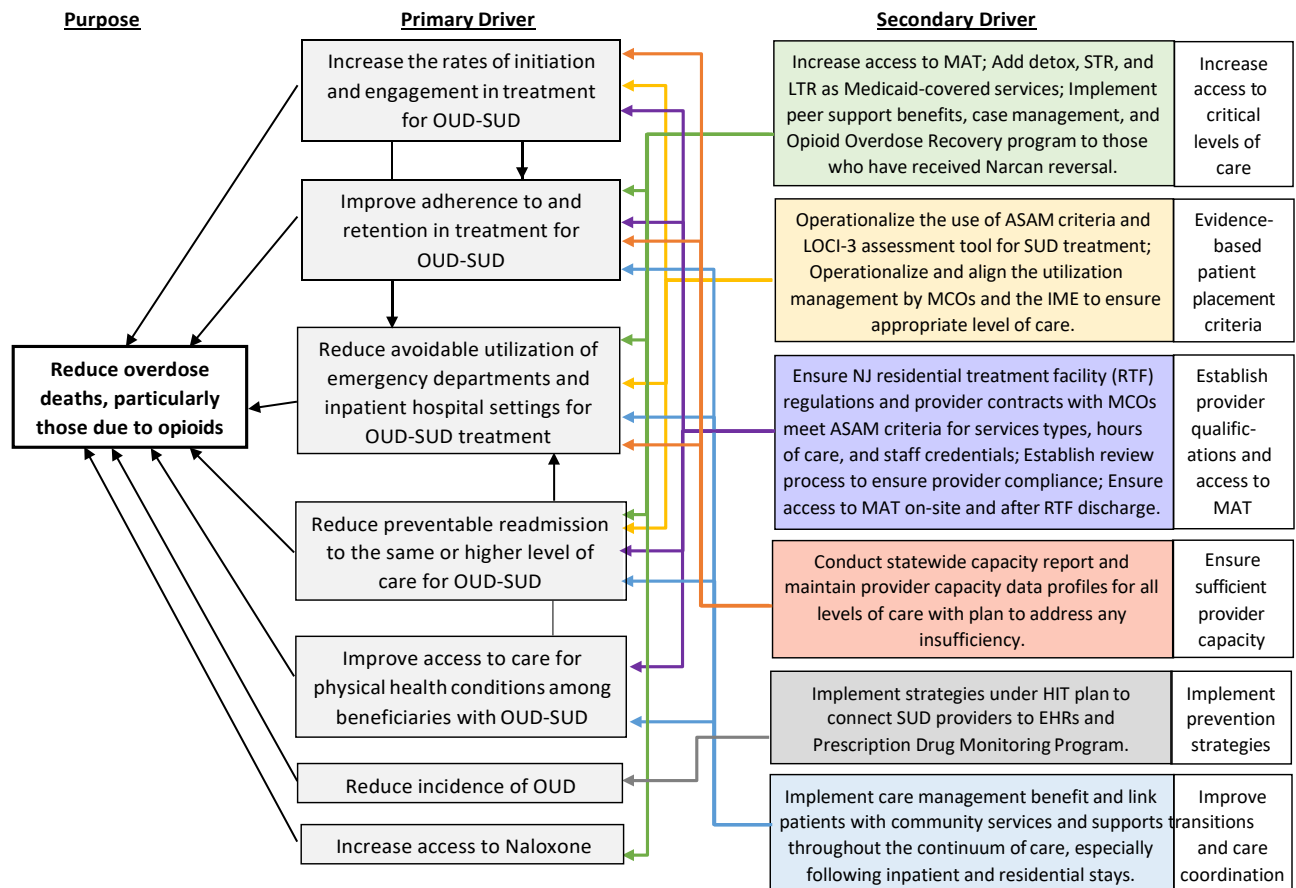 Purpose
Primary Driver
Secondary Driver
Increase the rates of initiation
and engagement in treatment
for OUD-SUD
Improve adherence to and
retention in treatment for
OUD-SUD
Reduce avoidable utilization of
emergency departments and
inpatient hospital settings for
OUD-SUD treatment
Reduce overdose
deaths, particularly
those due to opioids
Reduce preventable readmission
to the same or higher level of
care for OUD-SUD
Improve access to care for
physical health conditions among
beneficiaries with OUD-SUD
Reduce incidence of OUD
Increase access to Naloxone
Increase access to MAT; Add detox, STR, and
LTR as Medicaid-covered services; Implement
peer support benefits, case management, and
Opioid Overdose Recovery program to those
who have received Narcan reversal.
Increase
access to
critical
levels of
care
Operationalize the use of ASAM criteria and
LOCI-3 assessment tool for SUD treatment;
Operationalize and align the utilization
management by MCOs and the IME to ensure
appropriate level of care.
Evidence-
based
patient
placement
criteria
Ensure NJ residential treatment facility (RTF)
regulations and provider contracts with MCOs
meet ASAM criteria for services types, hours
of care, and staff credentials; Establish review
process to ensure provider compliance; Ensure
access to MAT on-site and after RTF discharge.
Establish
provider
qualific-
ations and
access to
MAT
Conduct statewide capacity report and
maintain provider capacity data profiles for all
levels of care with plan to address any
insufficiency.
Ensure
sufficient
provider
capacity
Implement strategies under HIT plan to
connect SUD providers to EHRs and
Prescription Drug Monitoring Program.
Implement
prevention
strategies
Implement care management benefit and link
patients with community services and supports
throughout the continuum of care, especially
following inpatient and residential stays.
Improve
transitions
and care
coordination